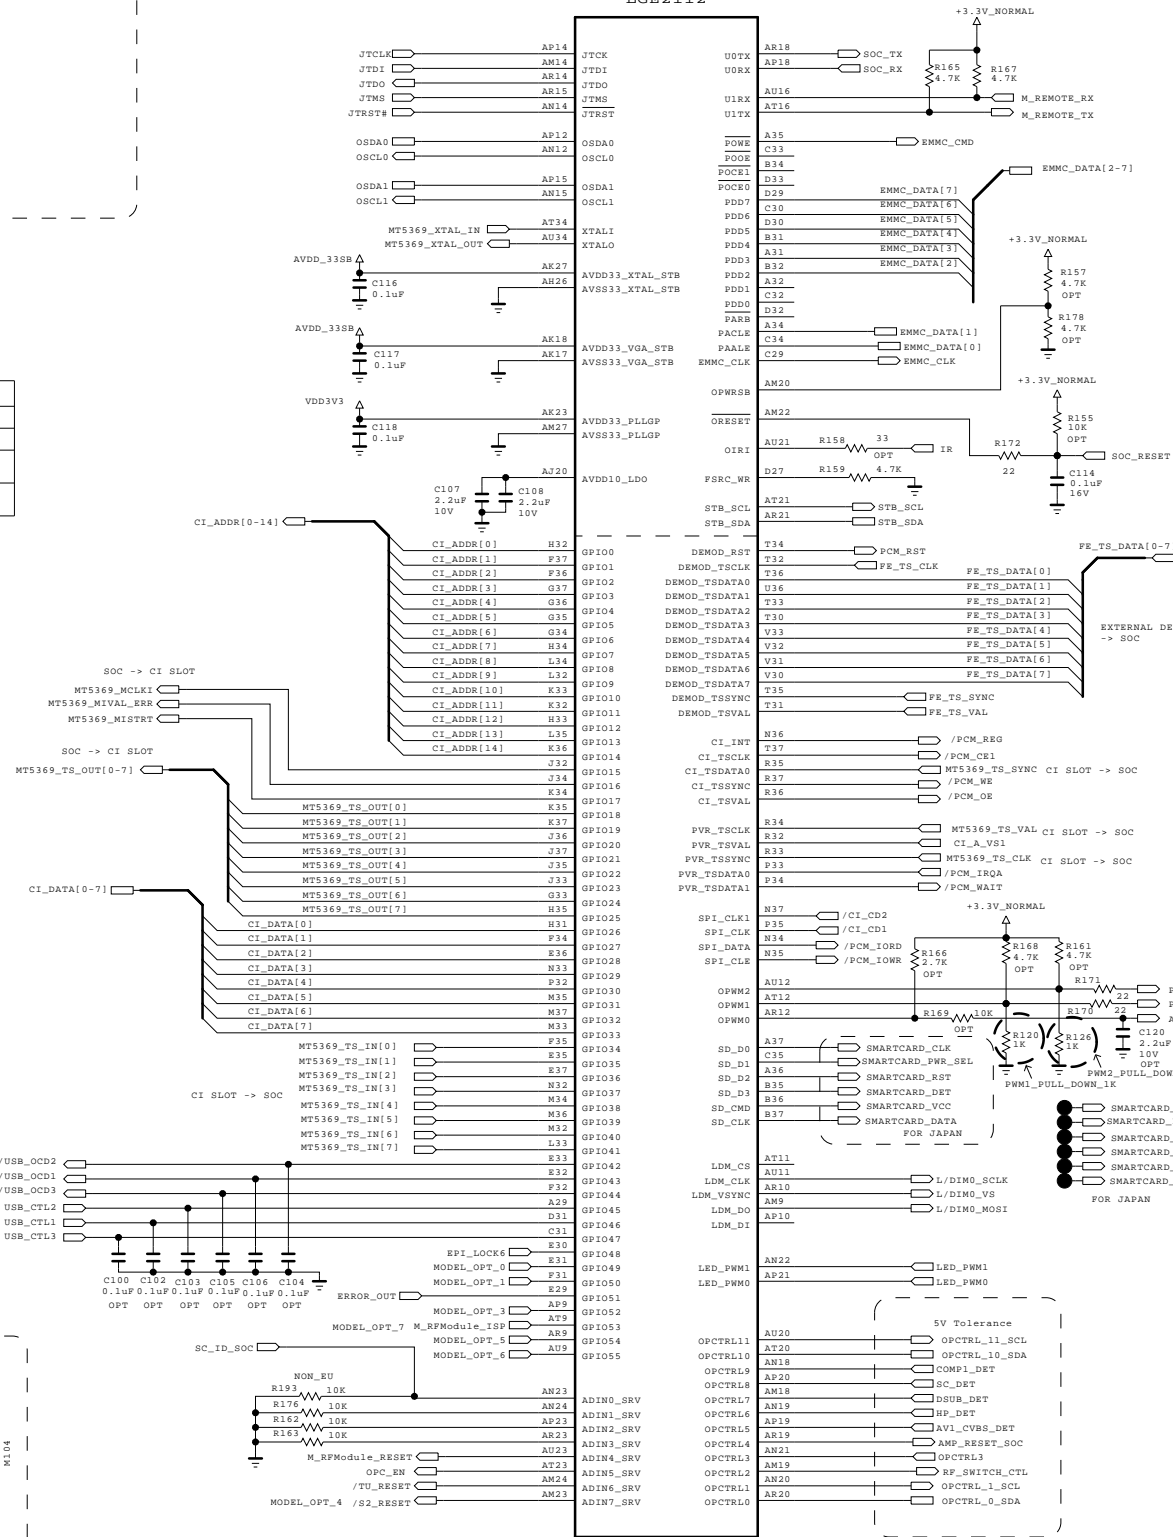 LGE2112
+3.3V_NORMAL
JTCLK AP14 JTCK U0TX AR18 SOC_TX
JTDI AM14 JTDI U0RX AP18 SOC_RX
R165 4.7K
R167 4.7K
JTDO AR14 JTDO
JTMS AR15 JTMS U1RX AU16 M_REMOTE_RX
JTRST# AN14 JTRST U1TX AT16 M_REMOTE_TX
OSDA0 AP12 OSDA0 POWE A35 EMMC_CMD
OSCL0 AN12 OSCL0 POOE C33
POCE1 B34
OSDA1 AP15 OSDA1 POCE0 D33
EMMC_DATA[2-7]
OSCL1 AN15 OSCL1 PDD7 D29 EMMC_DATA[7]
PDD6 C30 EMMC_DATA[6]
MT5369_XTAL_IN AT34 XTALI PDD5 D30 EMMC_DATA[5]
MT5369_XTAL_OUT AU34 XTALO PDD4 B31 EMMC_DATA[4]
PDD3 A31 EMMC_DATA[3]
AVDD_33SB AK27 AVDD33_XTAL_STB PDD2 B32 EMMC_DATA[2]
C116 0.1uF
AH26 AVSS33_XTAL_STB PDD1 A32
PDD0 C32
PARB D32
+3.3V_NORMAL
R157 4.7K OPT
R178 4.7K OPT
PACLE A34 EMMC_DATA[1]
AVDD_33SB AK18 AVDD33_VGA_STB PAALE C34 EMMC_DATA[0]
C117 0.1uF
AK17 AVSS33_VGA_STB EMMC_CLK C29 EMMC_CLK
OPWRSB AM20
VDD3V3 AK23 AVDD33_PLLGP ORESET AM22
C118 0.1uF
AM27 AVSS33_PLLGP
+3.3V_NORMAL
R155 10K OPT
R172 22
SOC_RESET
C114 0.1uF 16V
OIRI AU21 R158 33 OPT IR
AJ20 AVDD10_LDO FSRC_WR D27 R159 4.7K
C107 2.2uF 10V
C108 2.2uF 10V
STB_SCL AT21 STB_SCL
STB_SDA AR21 STB_SDA
CI_ADDR[0-14]
CI_ADDR[0] H32 GPIO0 DEMOD_RST T34 PCM_RST
FE_TS_DATA[0-7
CI_ADDR[1] F37 GPIO1 DEMOD_TSCLK T32 FE_TS_CLK
CI_ADDR[2] F36 GPIO2 DEMOD_TSDATA0 T36 FE_TS_DATA[0]
CI_ADDR[3] G37 GPIO3 DEMOD_TSDATA1 U36 FE_TS_DATA[1]
CI_ADDR[4] G36 GPIO4 DEMOD_TSDATA2 T33 FE_TS_DATA[2]
CI_ADDR[5] G35 GPIO5 DEMOD_TSDATA3 T30 FE_TS_DATA[3]
CI_ADDR[6] G34 GPIO6 DEMOD_TSDATA4 V33 FE_TS_DATA[4]
EXTERNAL DE
-> SOC
CI_ADDR[7] H34 GPIO7 DEMOD_TSDATA5 V32 FE_TS_DATA[5]
CI_ADDR[8] L34 GPIO8 DEMOD_TSDATA6 V31 FE_TS_DATA[6]
CI_ADDR[9] L32 GPIO9 DEMOD_TSDATA7 V30 FE_TS_DATA[7]
CI_ADDR[10] K33 GPIO10 DEMOD_TSSYNC T35 FE_TS_SYNC
CI_ADDR[11] K32 GPIO11 DEMOD_TSVAL T31 FE_TS_VAL
CI_ADDR[12] H33 GPIO12
CI_ADDR[13] L35 GPIO13 CI_INT N36 /PCM_REG
CI_ADDR[14] K36 GPIO14 CI_TSCLK T37 /PCM_CE1
SOC -> CI SLOT
MT5369_MCLKI J32 GPIO15 CI_TSDATA0 R35 MT5369_TS_SYNC CI SLOT -> SOC
MT5369_MIVAL_ERR J34 GPIO16 CI_TSSYNC R37 /PCM_WE
MT5369_MISTRT K34 GPIO17 CI_TSVAL R36 /PCM_OE
SOC -> CI SLOT
MT5369_TS_OUT[0-7]
MT5369_TS_OUT[0] K35 GPIO18
MT5369_TS_OUT[1] K37 GPIO19 PVR_TSCLK R34 MT5369_TS_VAL CI SLOT -> SOC
MT5369_TS_OUT[2] J36 GPIO20 PVR_TSVAL R32 CI_A_VS1
MT5369_TS_OUT[3] J37 GPIO21 PVR_TSSYNC R33 MT5369_TS_CLK CI SLOT -> SOC
MT5369_TS_OUT[4] J35 GPIO22 PVR_TSDATA0 P33 /PCM_IRQA
MT5369_TS_OUT[5] J33 GPIO23 PVR_TSDATA1 P34 /PCM_WAIT
MT5369_TS_OUT[6] G33 GPIO24
MT5369_TS_OUT[7] H35 GPIO25 SPI_CLK1 N37 /CI_CD2
CI_DATA[0-7]
CI_DATA[0] H31 GPIO26 SPI_CLK P35 /CI_CD1
CI_DATA[1] F34 GPIO27 SPI_DATA N34 /PCM_IORD
CI_DATA[2] E36 GPIO28 SPI_CLE N35 /PCM_IOWR
CI_DATA[3] N33 GPIO29
+3.3V_NORMAL
R166 2.7K OPT
R168 4.7K OPT
R161 4.7K OPT
CI_DATA[4] P32 GPIO30 OPWM2 AU12 R171 22
CI_DATA[5] M35 GPIO31 OPWM1 AT12 R170 22
CI_DATA[6] M37 GPIO32 OPWM0 AR12 R169 10K OPT
CI_DATA[7] M33 GPIO33
R120 1K
R126 1K
C120 2.2uF 10V OPT
PWM1_PULL_DOWN_1K
PWM2_PULL_DOW
MT5369_TS_IN[0] F35 GPIO34 SD_D0 A37 SMARTCARD_CLK
MT5369_TS_IN[1] E35 GPIO35 SD_D1 C35 SMARTCARD_PWR_SEL
MT5369_TS_IN[2] E37 GPIO36 SD_D2 A36 SMARTCARD_RST
MT5369_TS_IN[3] N32 GPIO37 SD_D3 B35 SMARTCARD_DET
CI SLOT -> SOC
MT5369_TS_IN[4] M34 GPIO38 SD_CMD B36 SMARTCARD_VCC
MT5369_TS_IN[5] M36 GPIO39 SD_CLK B37 SMARTCARD_DATA
FOR JAPAN
MT5369_TS_IN[6] M32 GPIO40
MT5369_TS_IN[7] L33 GPIO41
SMARTCARD_
SMARTCARD_
SMARTCARD_
SMARTCARD_
SMARTCARD_
SMARTCARD_
FOR JAPAN
/USB_OCD2 E33 GPIO42 LDM_CS AT11
/USB_OCD1 E32 GPIO43 LDM_CLK AU11 L/DIM0_SCLK
/USB_OCD3 F32 GPIO44 LDM_VSYNC AR10 L/DIM0_VS
USB_CTL2 A29 GPIO45 LDM_DO AM9 L/DIM0_MOSI
USB_CTL1 D31 GPIO46 LDM_DI AP10
USB_CTL3 C31 GPIO47
EPI_LOCK6 E30 GPIO48
C100 0.1uF OPT
C102 0.1uF OPT
C103 0.1uF OPT
C105 0.1uF OPT
C106 0.1uF OPT
C104 0.1uF OPT
MODEL_OPT_0 E31 GPIO49 LED_PWM1 AN22 LED_PWM1
MODEL_OPT_1 F31 GPIO50 LED_PWM0 AP21 LED_PWM0
ERROR_OUT E29 GPIO51
MODEL_OPT_3 AP9 GPIO52
5V Tolerance
MODEL_OPT_7 M_RFModule_ISP AT9 GPIO53
MODEL_OPT_5 AR9 GPIO54 OPCTRL11 AU20 OPCTRL_11_SCL
MODEL_OPT_6 AU9 GPIO55 OPCTRL10 AT20 OPCTRL_10_SDA
SC_ID_SOC
OPCTRL9 AN18 COMP1_DET
OPCTRL8 AP20 SC_DET
NON_EU
R193 10K AN23 ADIN0_SRV OPCTRL7 AM18 DSUB_DET
R176 10K AN24 ADIN1_SRV OPCTRL6 AN19 HP_DET
R162 10K AP23 ADIN2_SRV OPCTRL5 AP19 AV1_CVBS_DET
R163 10K AR23 ADIN3_SRV OPCTRL4 AR19 AMP_RESET_SOC
M_RFModule_RESET AU23 ADIN4_SRV OPCTRL3 AN21 OPCTRL3
OPC_EN AT23 ADIN5_SRV OPCTRL2 AM19 RF_SWITCH_CTL
/TU_RESET AM24 ADIN6_SRV OPCTRL1 AN20 OPCTRL_1_SCL
MODEL_OPT_4 /S2_RESET AM23 ADIN7_SRV OPCTRL0 AR20 OPCTRL_0_SDA
M104